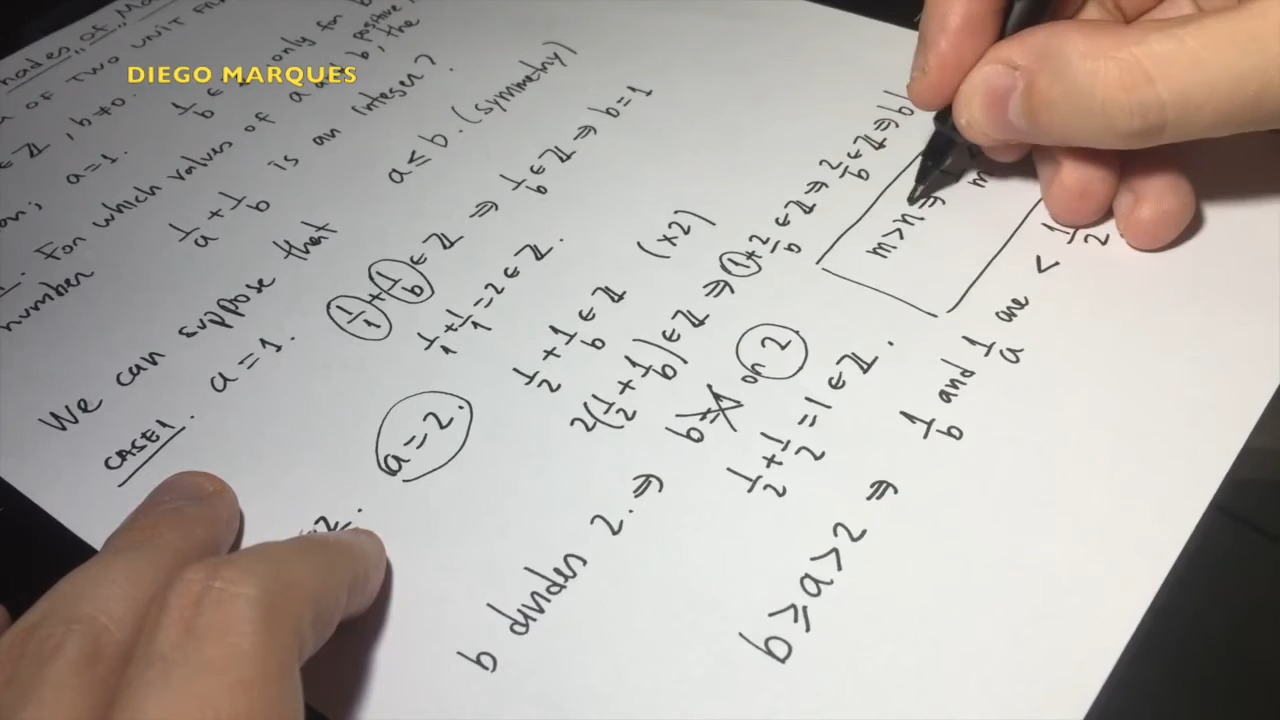 DIEGO MARQUES
OF TWO UNIT
∈ ℤ, b≠0. 1/b ∈ only for
a=1.
For which values of a and b, positive, the
number 1/a + 1/b is an integer?
We can suppose that a ≤ b. (symmetry)
CASE 1. a=1. 1/1 + 1/b ∈ ℤ ⇒ 1/b ∈ ℤ ⇒ b=1
1/1 + 1/1 = 2 ∈ ℤ.
2. a=2. 1/2 + 1/b ∈ ℤ (x2)
2(1/2 + 1/b) ∈ ℤ ⇒ 1 + 2/b ∈ ℤ ⇒ 2/b ∈ ℤ ⇒ b|
b divides 2. ⇒ b=1 or 2
1/2 + 1/2 = 1 ∈ ℤ.
m>n ⇒
m
b ≥ a > 2 ⇒ 1/b and 1/a are < 1/2